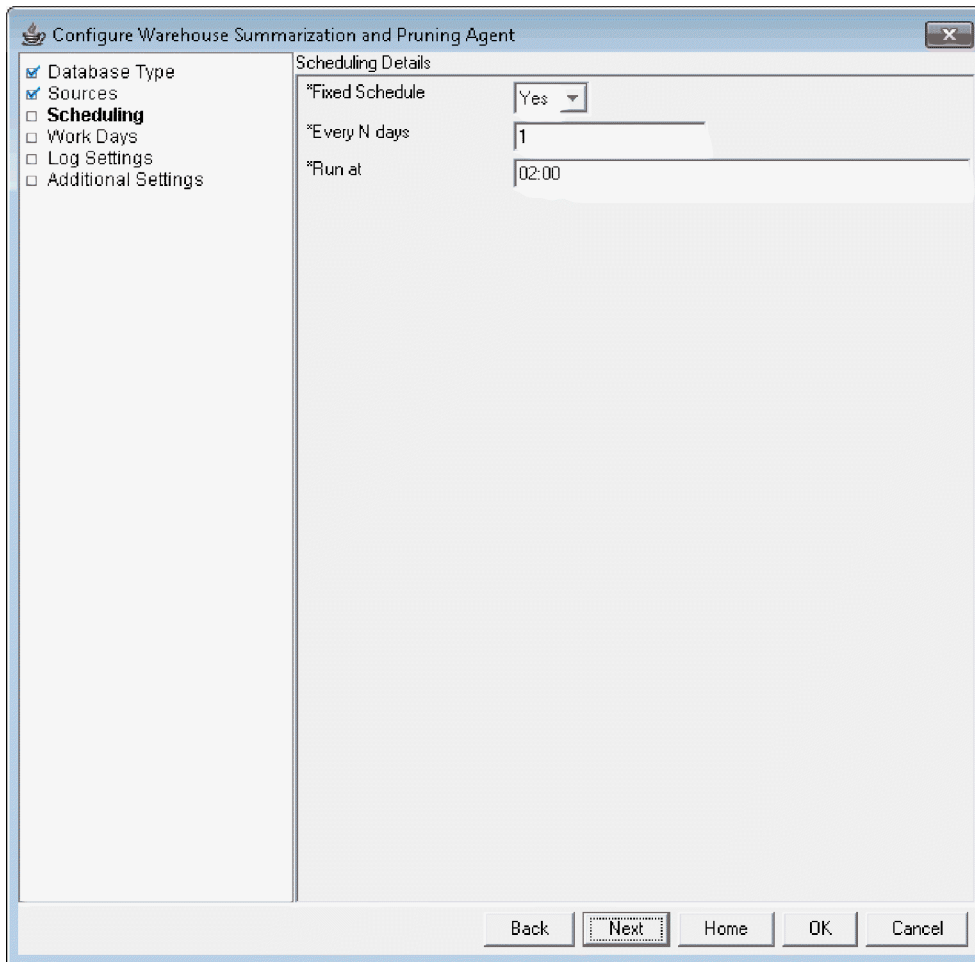 Configure Warehouse Summarization and Pruning Agent
Database Type
Sources
Scheduling
Work Days
Log Settings
Additional Settings
Scheduling Details
*Fixed Schedule
Yes
*Every N days
1
*Run at
02:00
Back
Next
Home
OK
Cancel